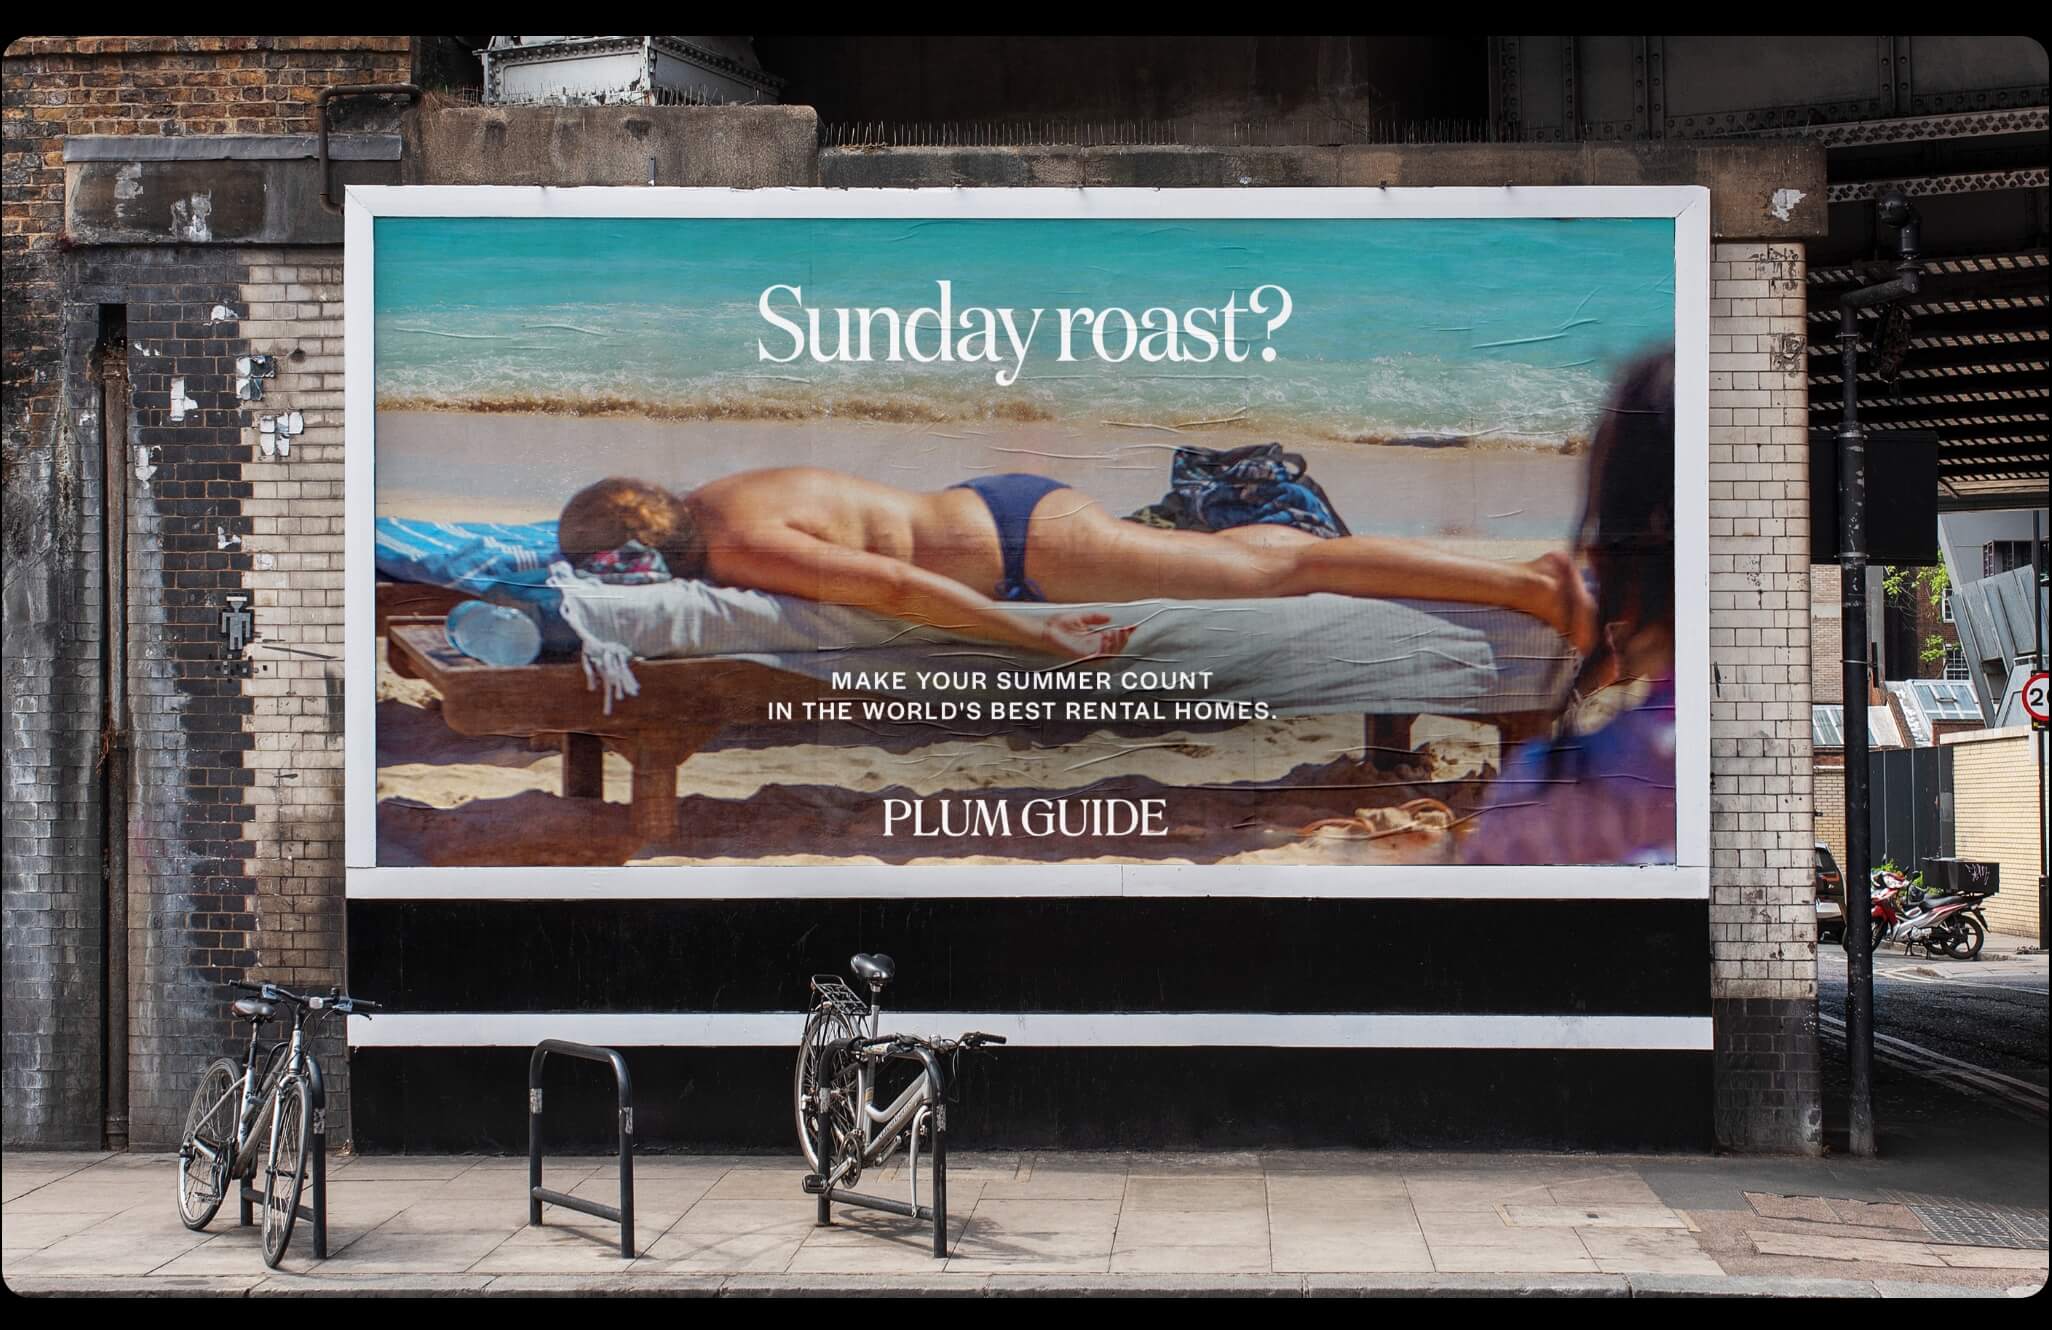 Sunday roast?
MAKE YOUR SUMMER COUNT
IN THE WORLD'S BEST RENTAL HOMES.
PLUM GUIDE